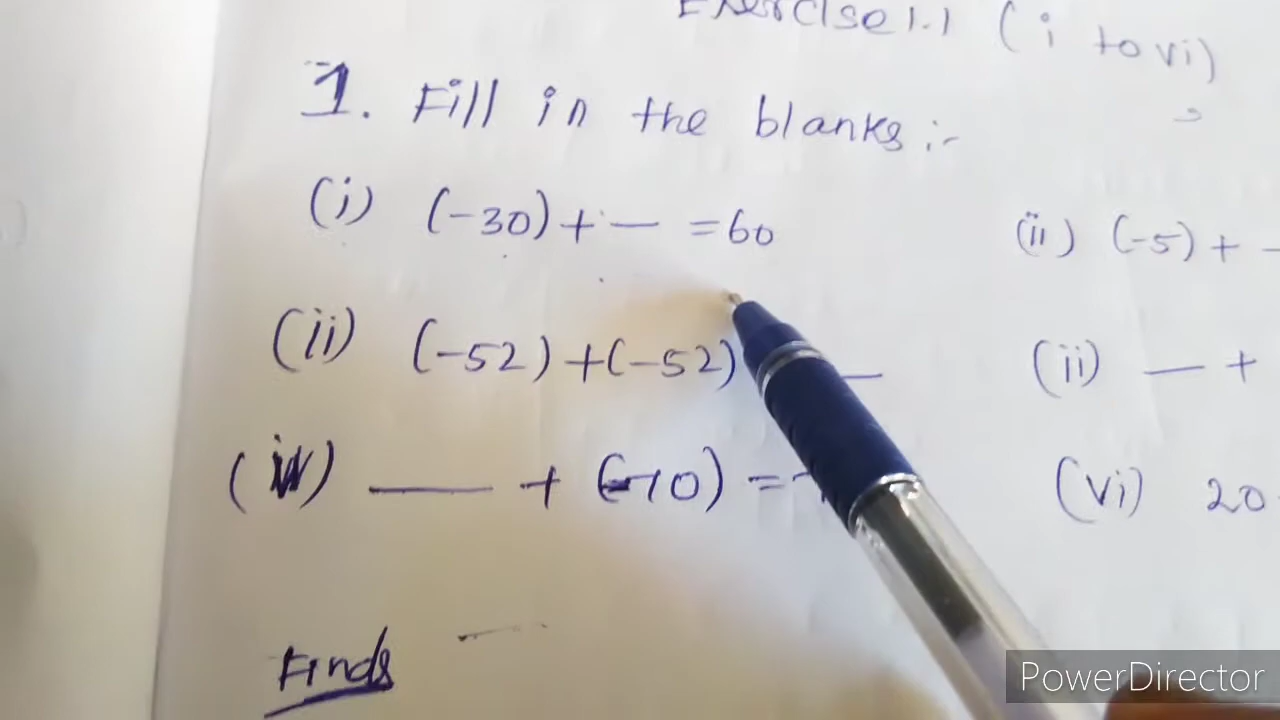 Exercise 1.1 (i to vi)
1. Fill in the blanks :-
(i) (-30) + — = 60
(ii) (-5) + —
(ii) (-52) + (-52) —
(ii) — +
(iv) — + (-10) = -
(vi) 20
Finds
PowerDirector